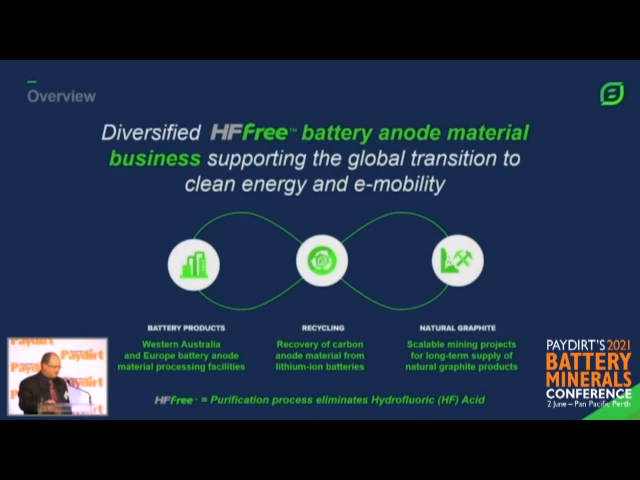 Overview
Diversified HFfree™ battery anode material
business supporting the global transition to
clean energy and e-mobility
BATTERY PRODUCTS
Western Australia
and Europe battery anode
material processing facilities
RECYCLING
Recovery of carbon
anode material from
lithium-ion batteries
NATURAL GRAPHITE
Scalable mining projects
for long-term supply of
natural graphite products
HFfree™ = Purification process eliminates Hydrofluoric (HF) Acid
Paydirt
Paydirt
PAYDIRT'S 2021
BATTERY
MINERALS
CONFERENCE
2 June – Pan Pacific Perth